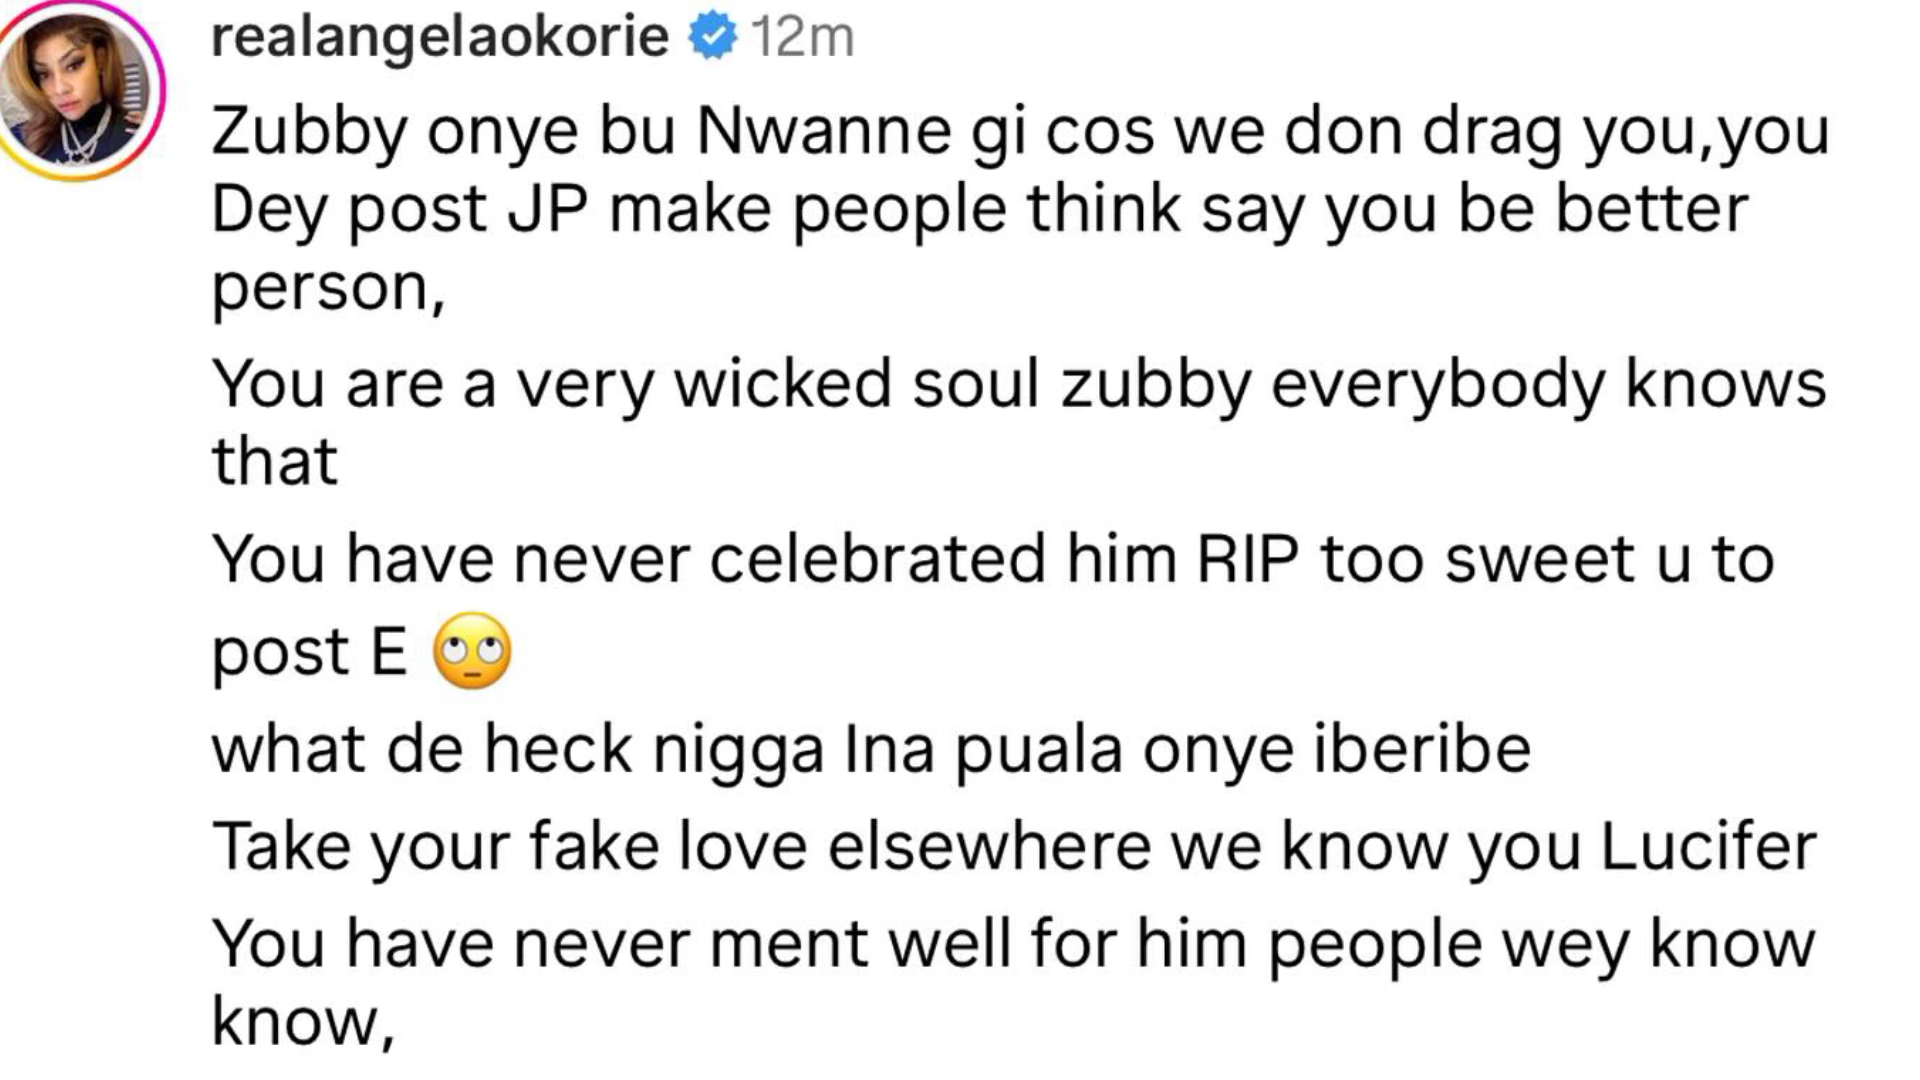 realangelaokorie 12m
Zubby onye bu Nwanne gi cos we don drag you,you
Dey post JP make people think say you be better
person,
You are a very wicked soul zubby everybody knows
that
You have never celebrated him RIP too sweet u to
post E 🙄
what de heck nigga Ina puala onye iberibe
Take your fake love elsewhere we know you Lucifer
You have never ment well for him people wey know
know,